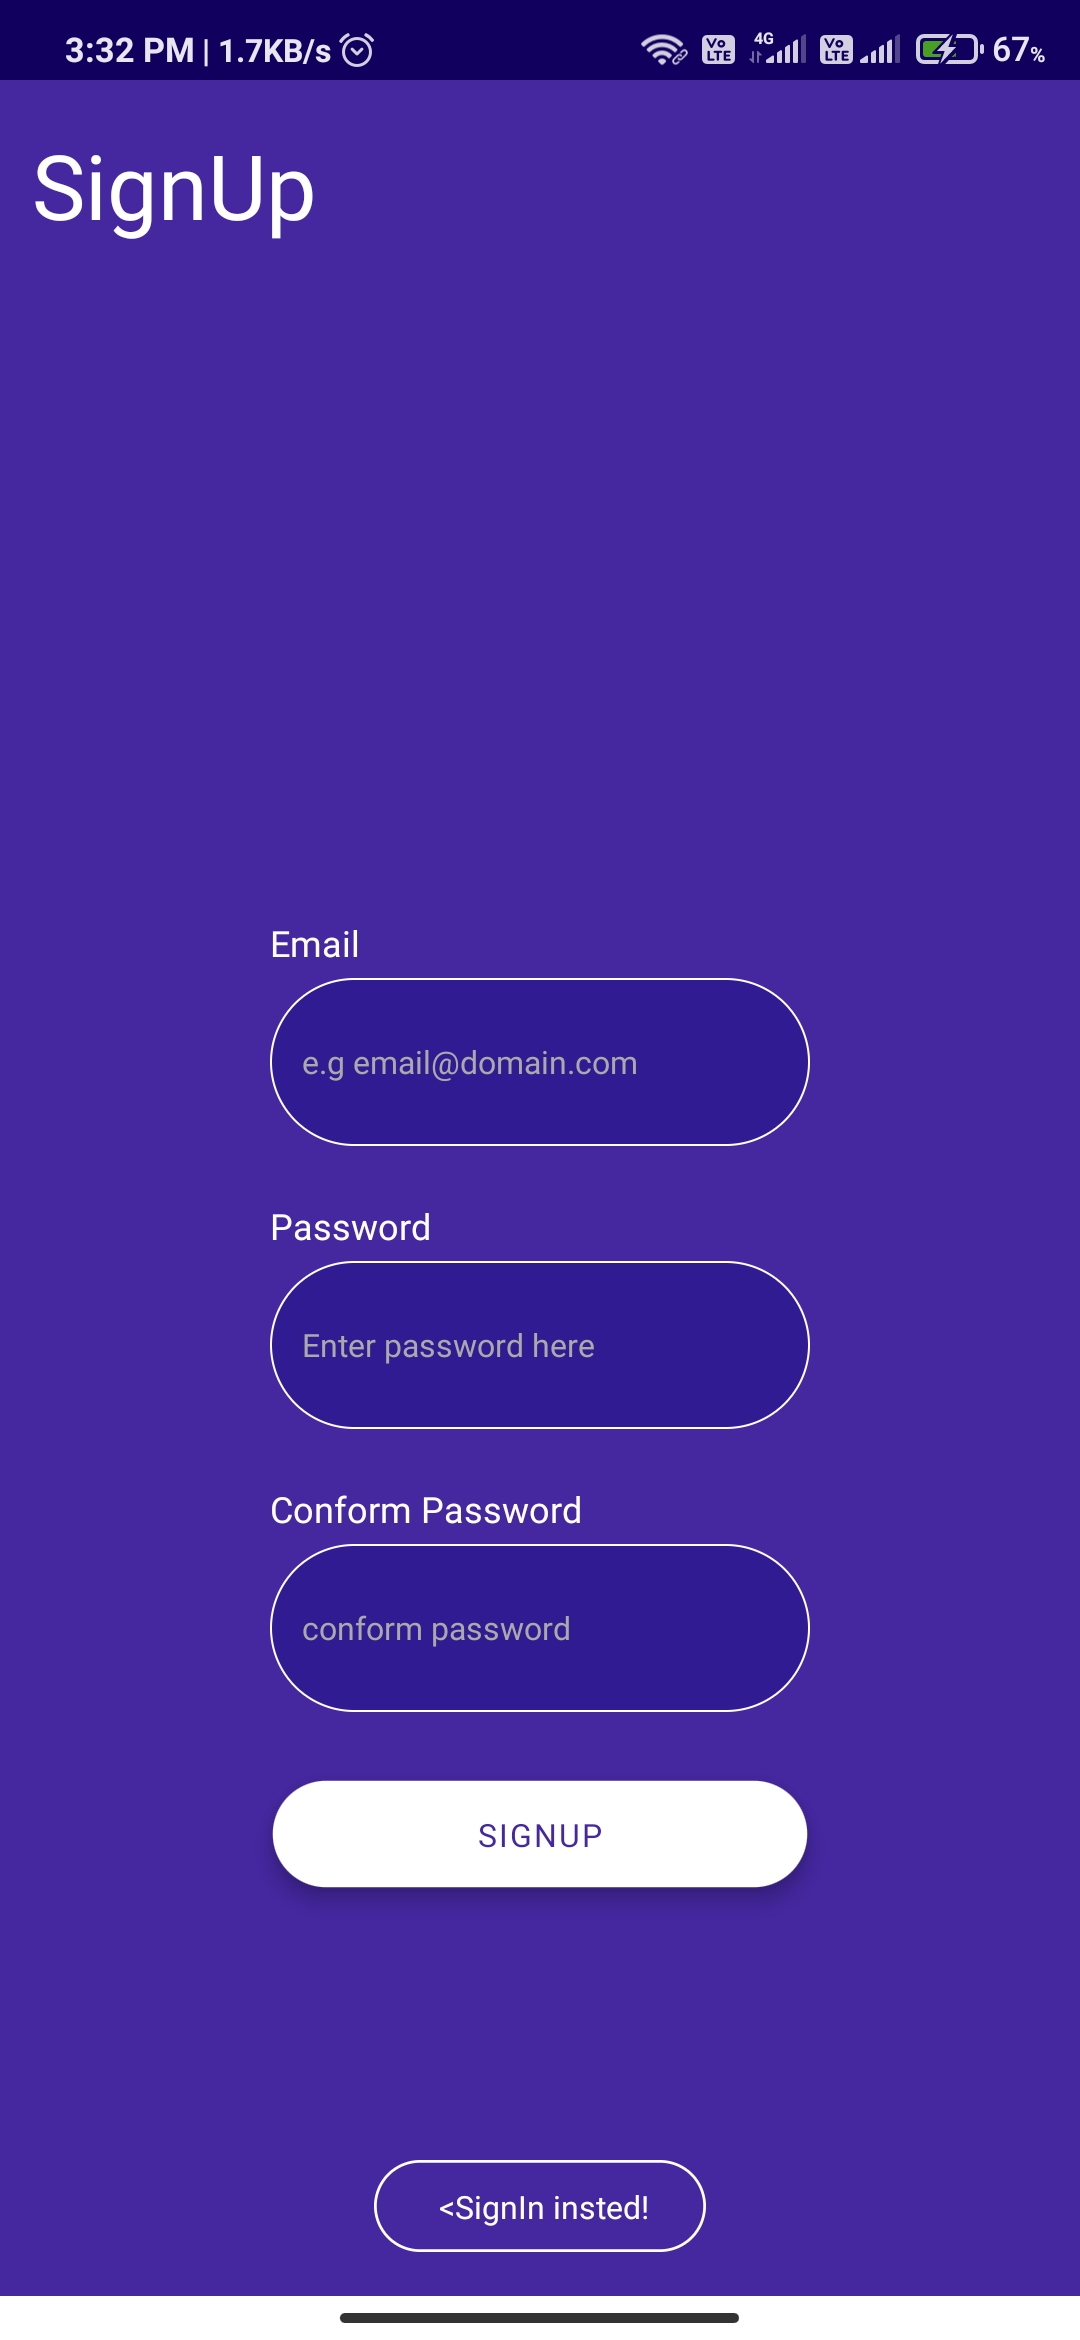 3:32 PM | 1.7KB/s Vo LTE 4G Vo LTE 67%
SignUp
Email
e.g email@domain.com
Password
Enter password here
Conform Password
conform password
SIGNUP
<SignIn insted!